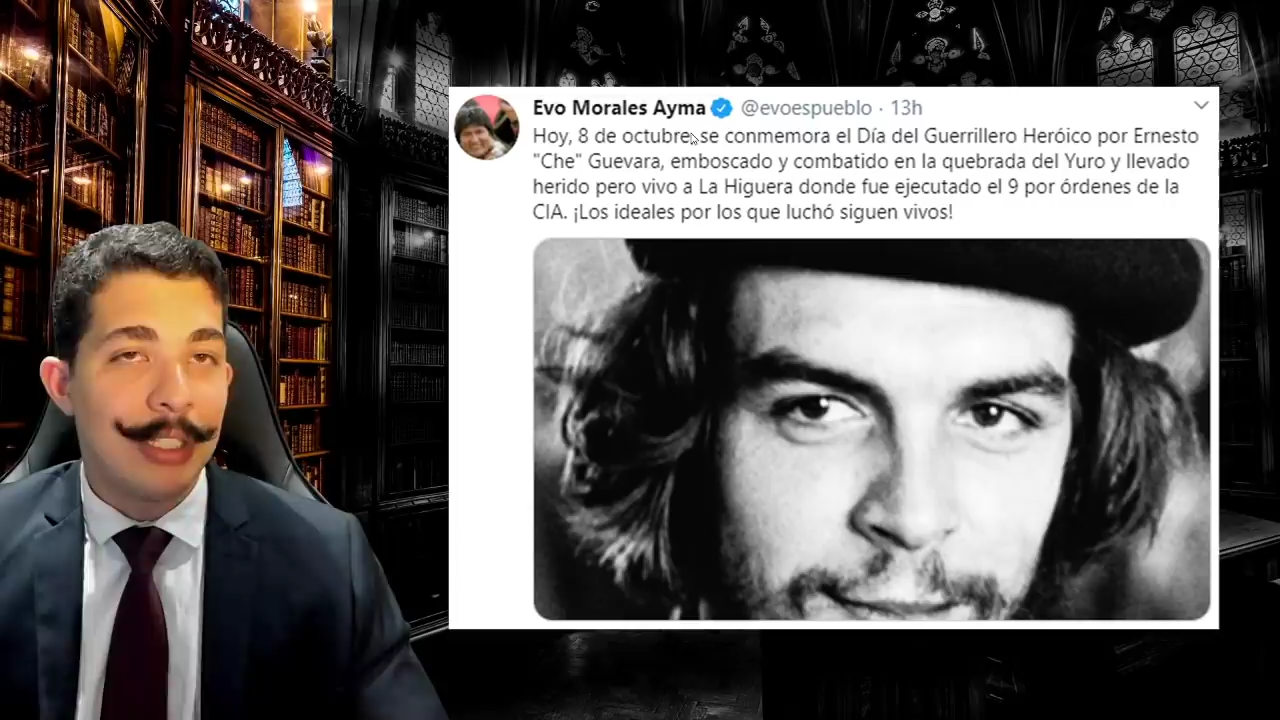 Evo Morales Ayma @evoespueblo · 13h
Hoy, 8 de octubre, se conmemora el Día del Guerrillero Heróico por Ernesto
"Che" Guevara, emboscado y combatido en la quebrada del Yuro y llevado
herido pero vivo a La Higuera donde fue ejecutado el 9 por órdenes de la
CIA. ¡Los ideales por los que luchó siguen vivos!